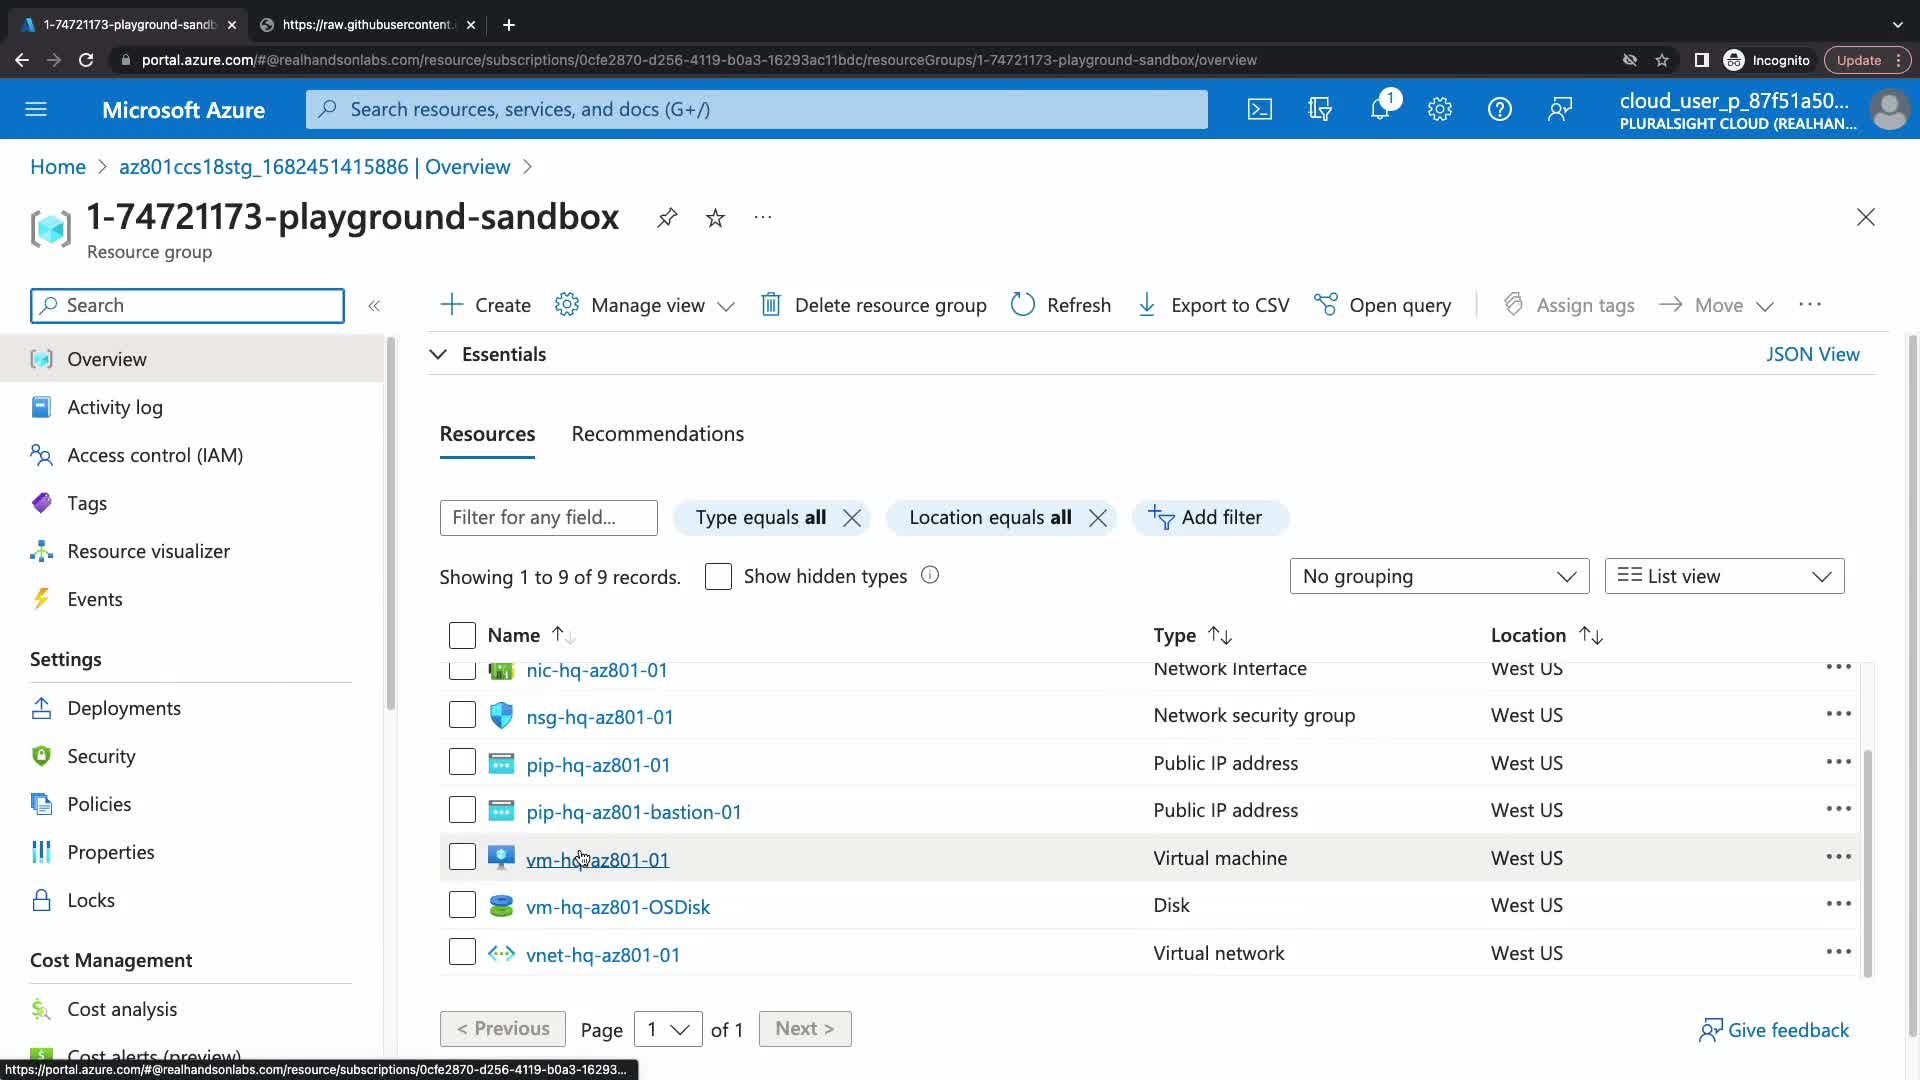 1-74721173-playground-sandb
https://raw.githubusercontent.
portal.azure.com/#@realhandsonlabs.com/resource/subscriptions/0cfe2870-d256-4119-b0a3-16293ac11bdc/resourceGroups/1-74721173-playground-sandbox/overview
Incognito
Update
Microsoft Azure
Search resources, services, and docs (G+/)
1
cloud_user_p_87f51a50...
PLURALSIGHT CLOUD (REALHAN...
Home > az801ccs18stg_1682451415886 | Overview >
1-74721173-playground-sandbox
Resource group
Search
Create
Manage view
Delete resource group
Refresh
Export to CSV
Open query
Assign tags
Move
Overview
Activity log
Access control (IAM)
Tags
Resource visualizer
Events
Settings
Deployments
Security
Policies
Properties
Locks
Cost Management
Cost analysis
Cost alerts (preview)
Essentials
JSON View
Resources
Recommendations
Filter for any field...
Type equals all
Location equals all
Add filter
Showing 1 to 9 of 9 records.
Show hidden types
No grouping
List view
Name
Type
Location
nic-hq-az801-01 Network Interface West US
nsg-hq-az801-01 Network security group West US
pip-hq-az801-01 Public IP address West US
pip-hq-az801-bastion-01 Public IP address West US
vm-hq-az801-01 Virtual machine West US
vm-hq-az801-OSDisk Disk West US
vnet-hq-az801-01 Virtual network West US
< Previous
Page 1 of 1
Next >
Give feedback
https://portal.azure.com/#@realhandsonlabs.com/resource/subscriptions/0cfe2870-d256-4119-b0a3-16293...